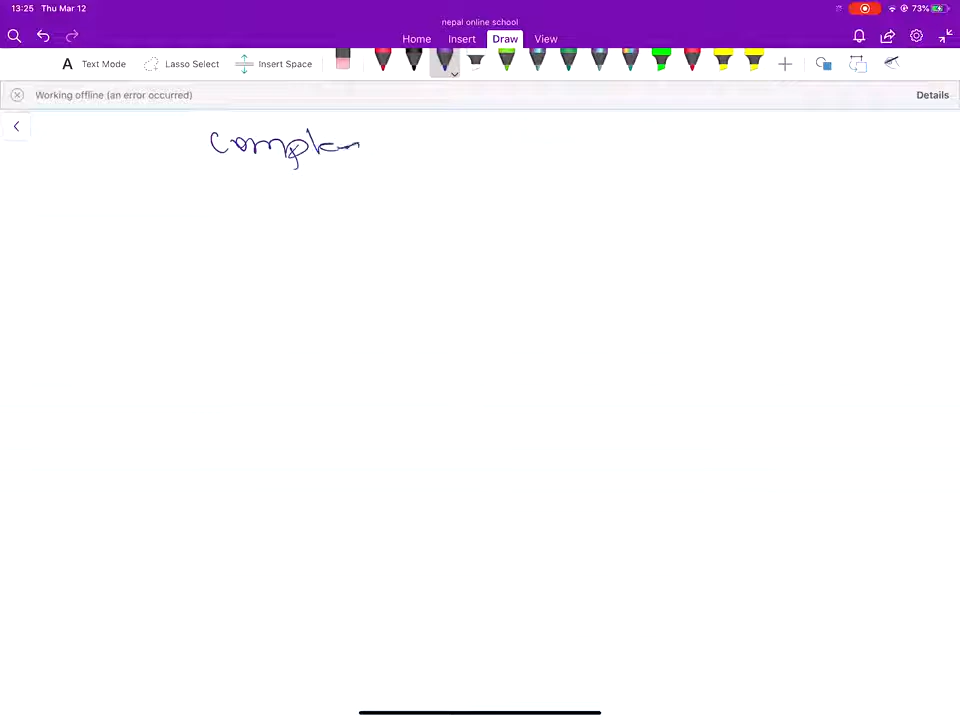 13:25 Thu Mar 12
nepal online school
73%
Home Insert Draw View
A Text Mode Lasso Select Insert Space
Working offline (an error occurred) Details
comple